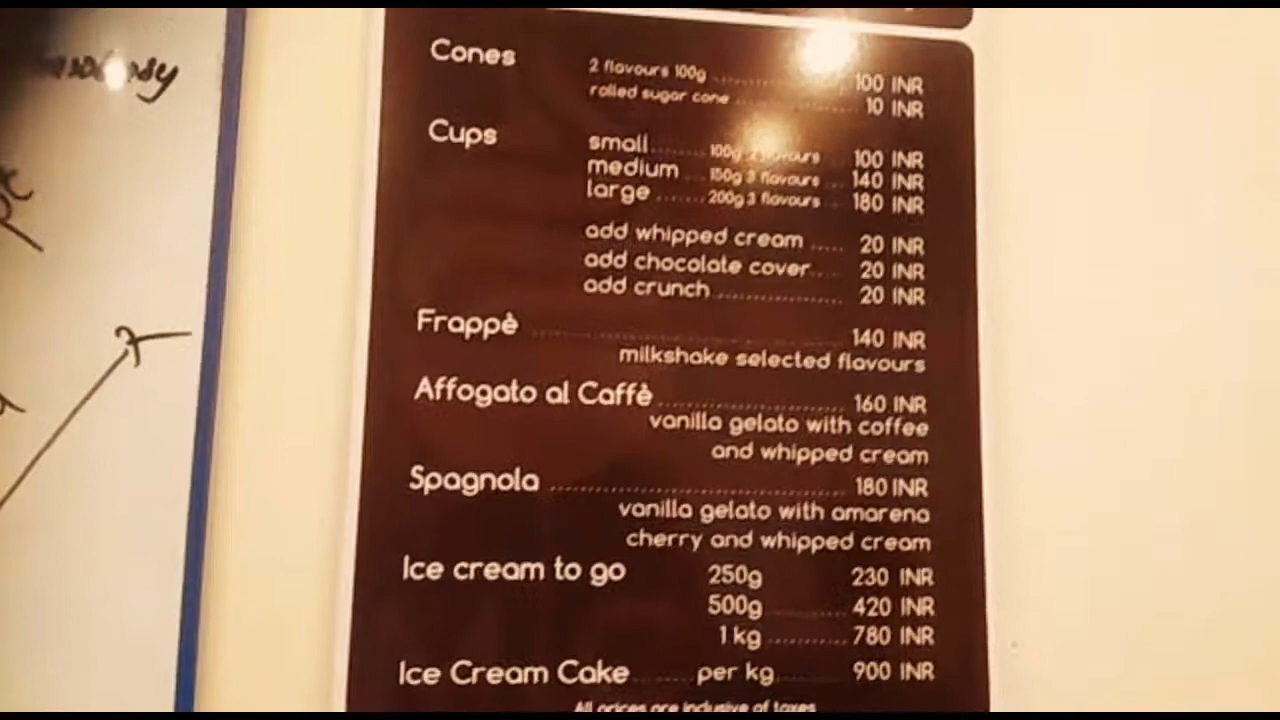 Cones
2 flavours 100g ........ 100 INR
rolled sugar cone ........ 10 INR
Cups
small ........ 100g 2 flavours 100 INR
medium ... 150g 3 flavours ... 140 INR
large ....... 200g 3 flavours ... 180 INR
add whipped cream ..... 20 INR
add chocolate cover.... 20 INR
add crunch ................ 20 INR
Frappè ........ 140 INR
milkshake selected flavours
Affogato al Caffè ........ 160 INR
vanilla gelato with coffee
and whipped cream
Spagnola ........ 180 INR
vanilla gelato with amarena
cherry and whipped cream
Ice cream to go 250g 230 INR
500g ........ 420 INR
1 kg ........ 780 INR
Ice Cream Cake ...... per kg ...... 900 INR
All prices are inclusive of taxes